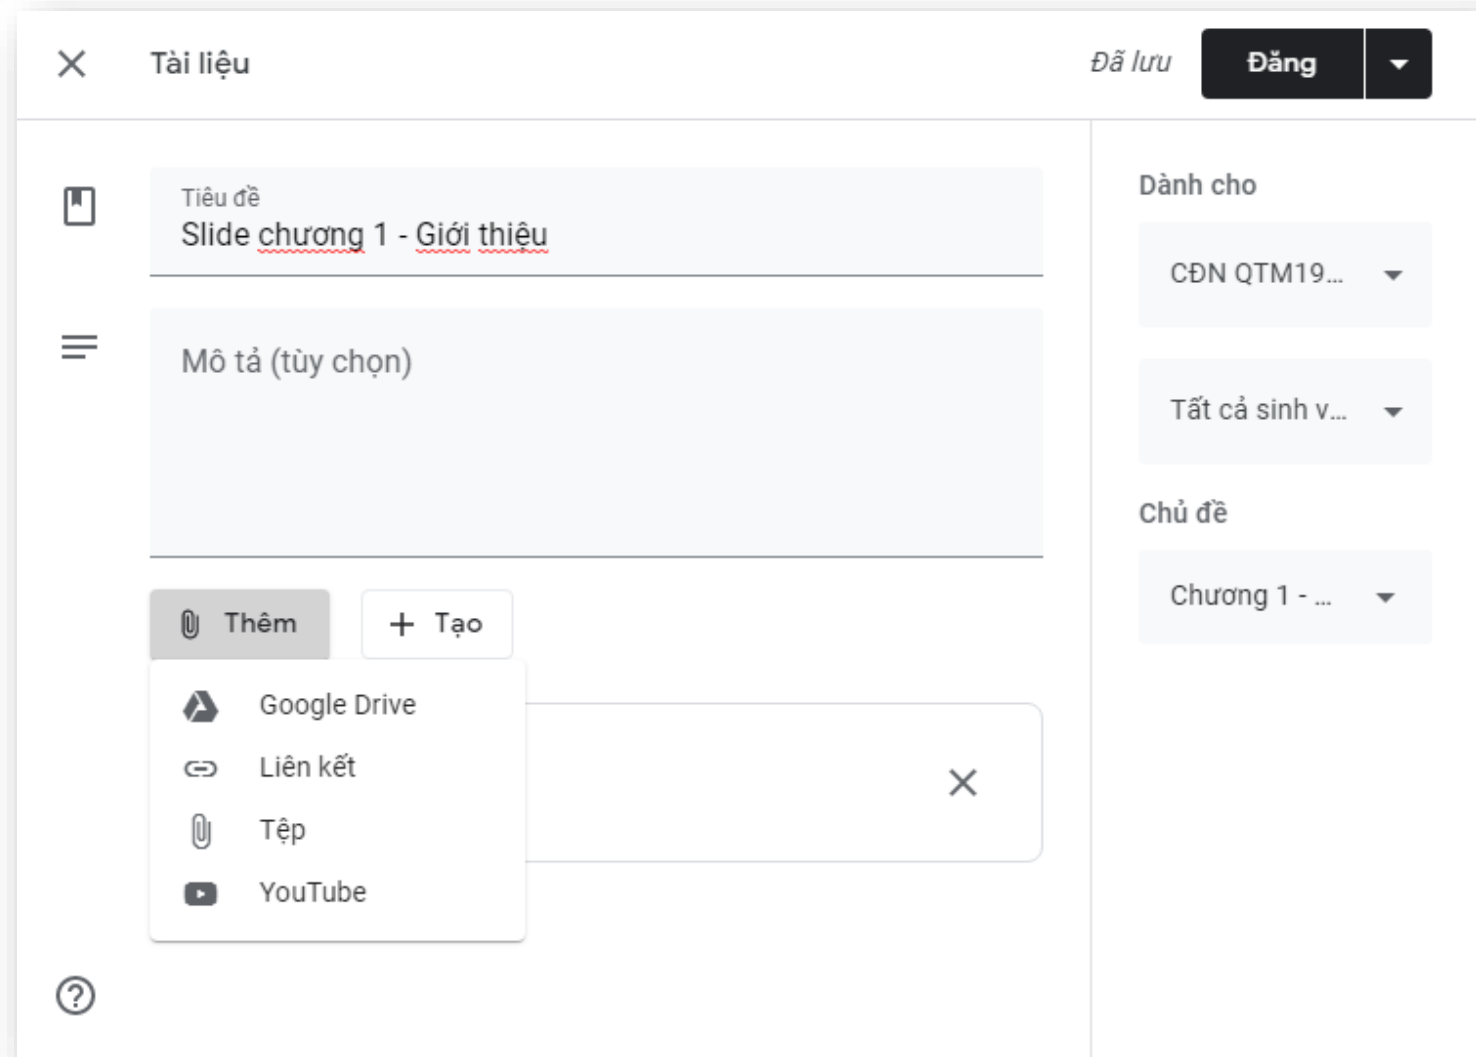 Tài liệu
Đã lưu
Đăng
Tiêu đề
Slide chương 1 - Giới thiệu
Mô tả (tùy chọn)
Thêm
Tạo
Google Drive
Liên kết
Tệp
YouTube
Dành cho
CĐN QTM19...
Tất cả sinh v...
Chủ đề
Chương 1 - ...